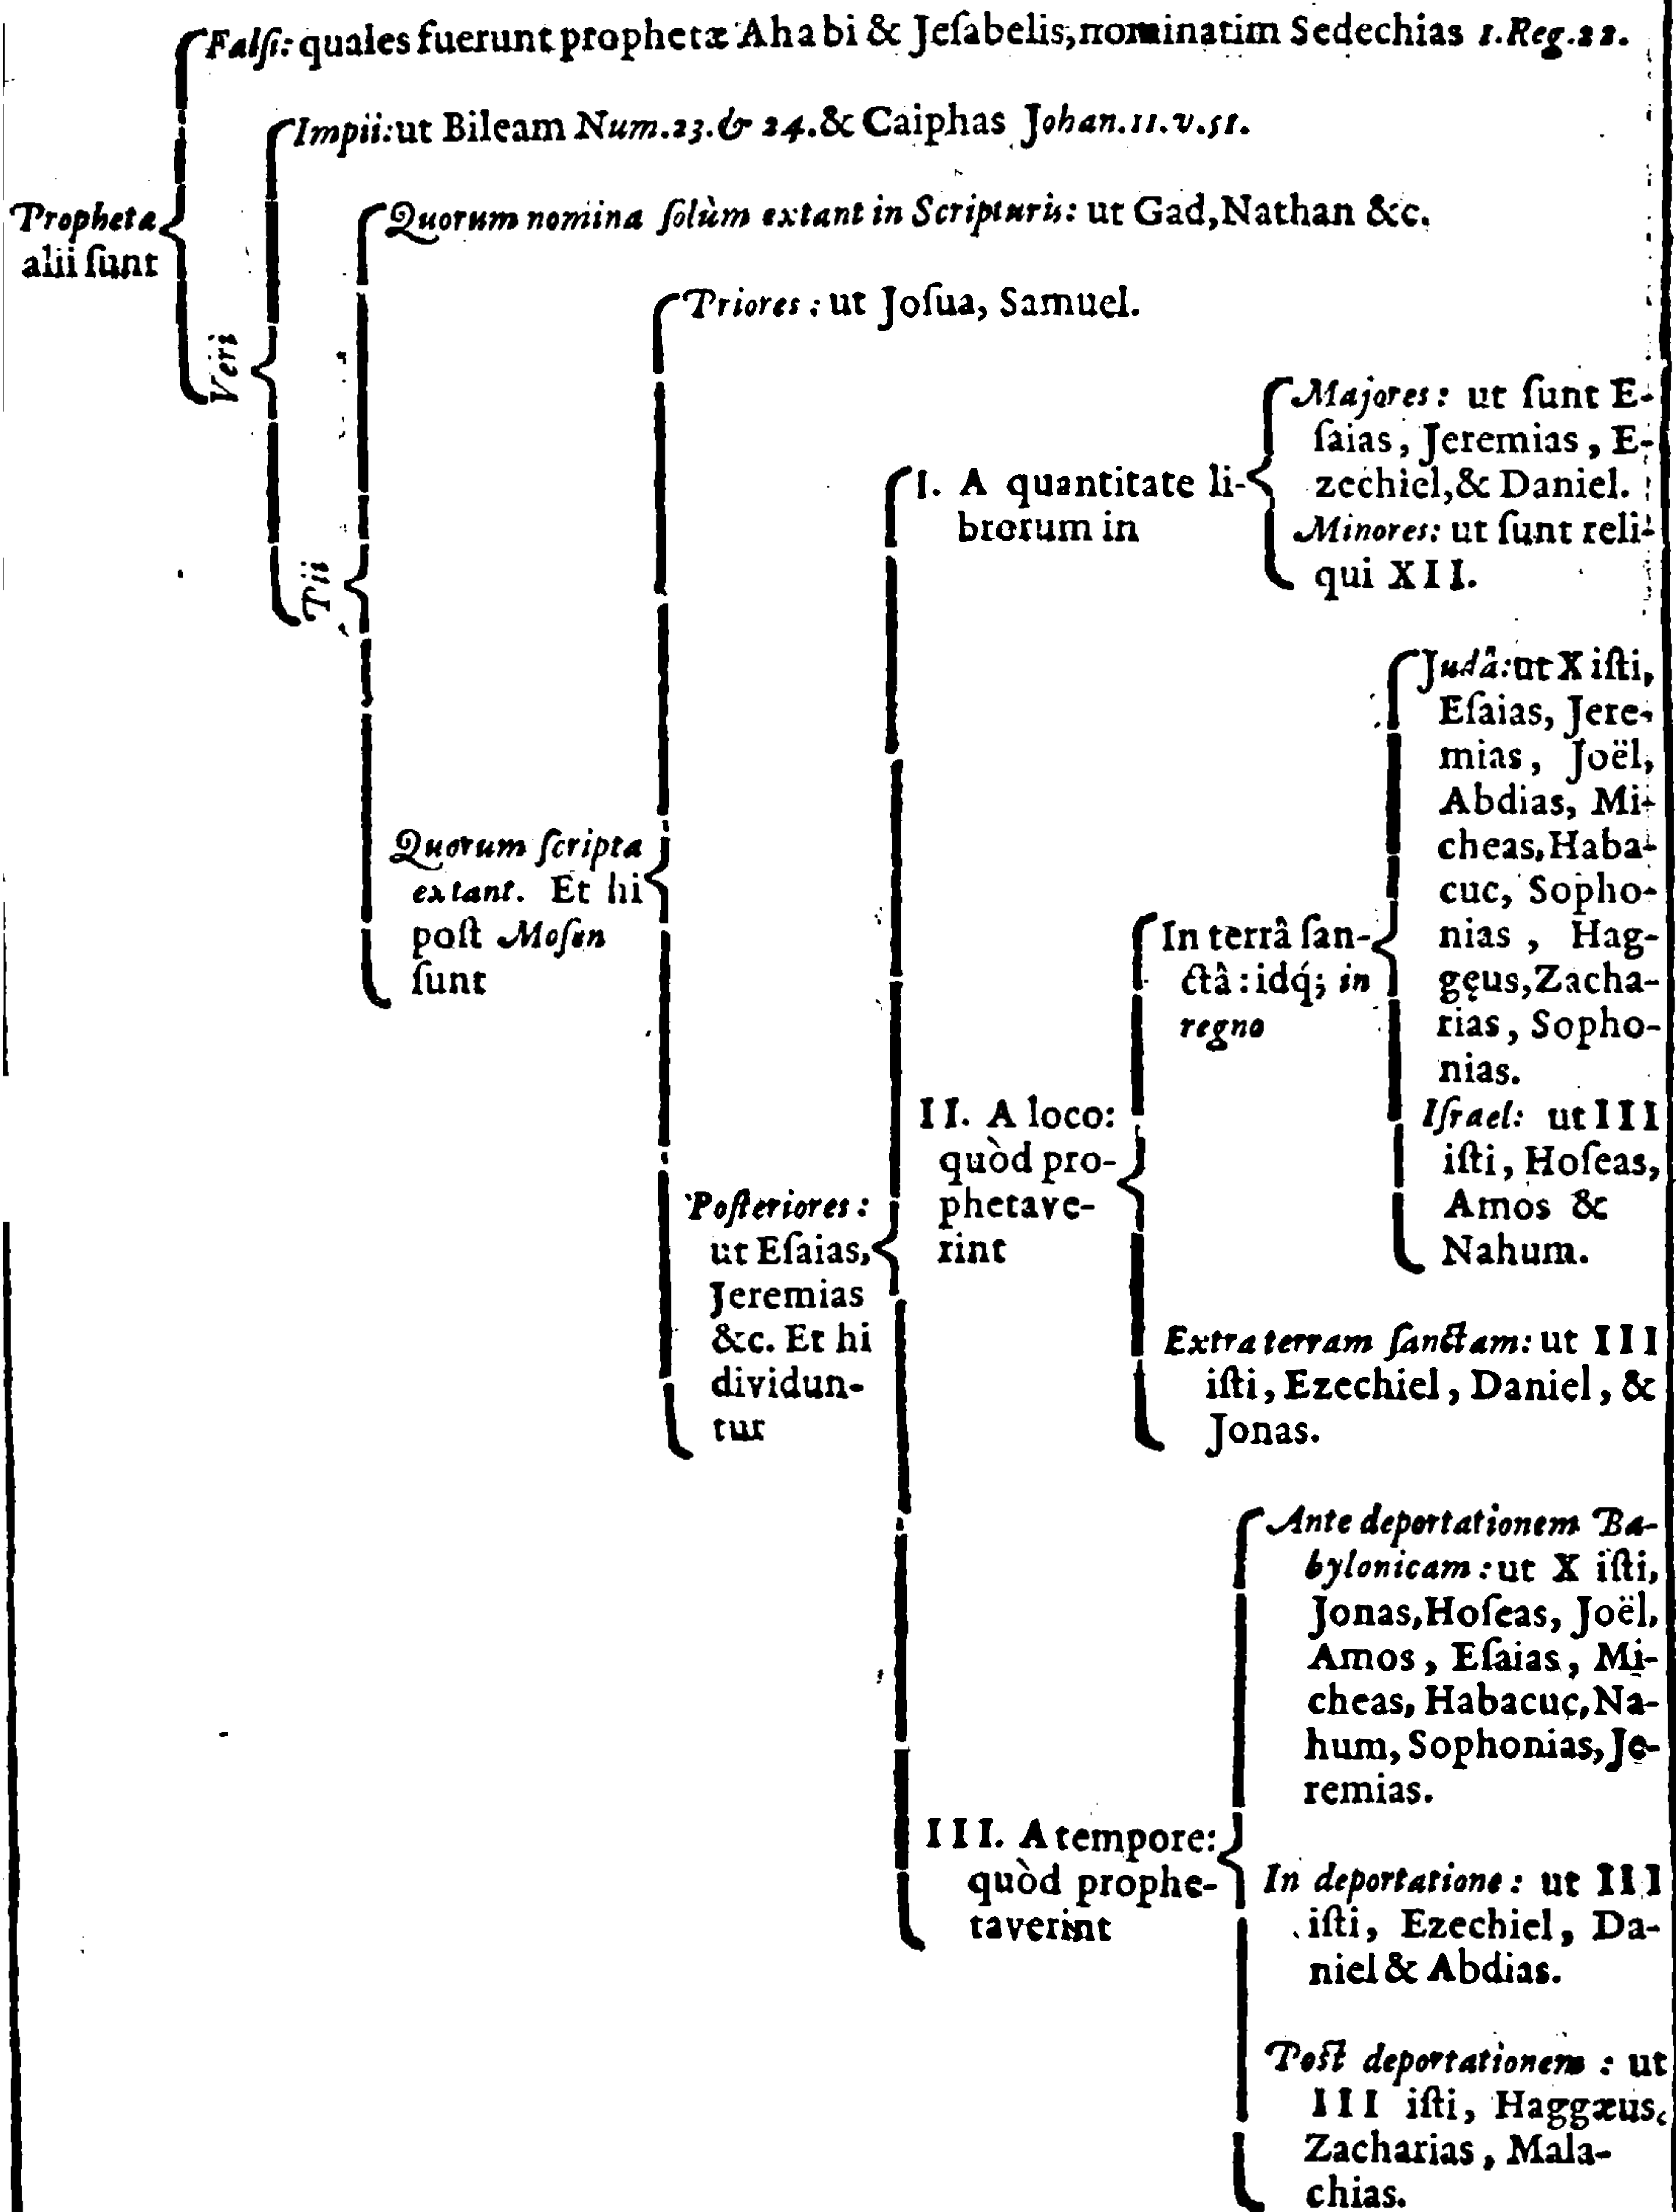 Falſi: quales fuerunt prophetæ Ahabi & Jeſabelis, nominatim Sedechias 1. Reg. 22.
Impii: ut Bileam Num. 23. & 24. & Caiphas Johan. 11. v. 51.
Prophetæ
alii ſunt
Quorum nomina ſolùm extant in Scripturis: ut Gad, Nathan &c.
Veri
Priores: ut Joſua, Samuel.
Pii
Quorum ſcripta
extant. Et hi
poſt Moſen
ſunt
Poſteriores:
ut Eſaias,
Jeremias
&c. Et hi
dividun-
tur
I. A quantitate li-
brorum in
Majores: ut ſunt E-
ſaias, Jeremias, E-
zechiel, & Daniel.
Minores: ut ſunt reli-
qui XII.
II. A loco:
quòd pro-
phetave-
rint
In terrâ ſan-
ctâ: idq́; in
regno
Judâ: ut X iſti,
Eſaias, Jere-
mias, Joël,
Abdias, Mi-
cheas, Haba-
cuc, Sopho-
nias, Hag-
gęus, Zacha-
rias, Sopho-
nias.
Iſrael: ut III
iſti, Hoſeas,
Amos &
Nahum.
Extra terram ſanctam: ut III
iſti, Ezechiel, Daniel, &
Jonas.
III. A tempore:
quòd prophe-
taverint
Ante deportationem Ba-
bylonicam: ut X iſti,
Jonas, Hoſeas, Joël,
Amos, Eſaias, Mi-
cheas, Habacuc, Na-
hum, Sophonias, Je-
remias.
In deportatione: ut III
iſti, Ezechiel, Da-
niel & Abdias.
Poſt deportationem: ut
III iſti, Haggæus,
Zacharias, Mala-
chias.